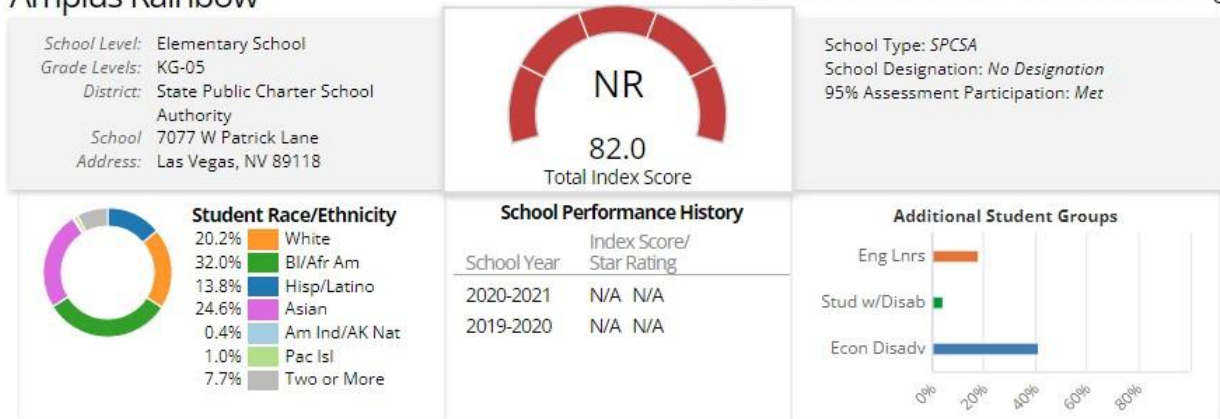 Amplus Rainbow
School Level: Elementary School
Grade Levels: KG-05
District: State Public Charter School
Authority
School 7077 W Patrick Lane
Address: Las Vegas, NV 89118
NR
82.0
Total Index Score
School Type: SPCSA
School Designation: No Designation
95% Assessment Participation: Met
Student Race/Ethnicity
20.2% White
32.0% Bl/Afr Am
13.8% Hisp/Latino
24.6% Asian
0.4% Am Ind/AK Nat
1.0% Pac Isl
7.7% Two or More
School Performance History
Index Score/
School Year Star Rating
2020-2021 N/A N/A
2019-2020 N/A N/A
Additional Student Groups
Eng Lnrs
Stud w/Disab
Econ Disadv
0% 20% 40% 60% 80%